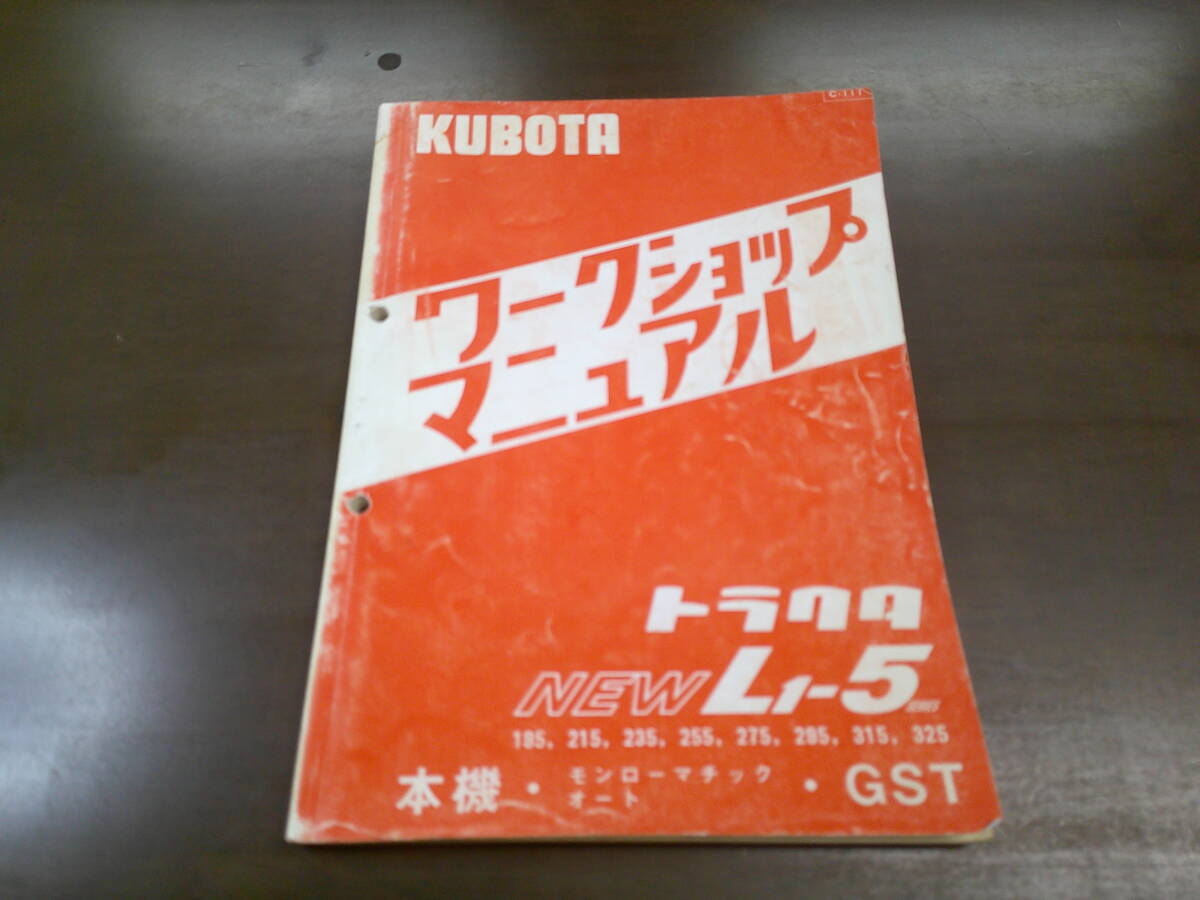 C-111
KUBOTA
ワークショップ
マニュアル
トラクタ
NEW L1-5 SERIES
185, 215, 235, 255, 275, 295, 315, 325
本機・モンローマチックオート・GST